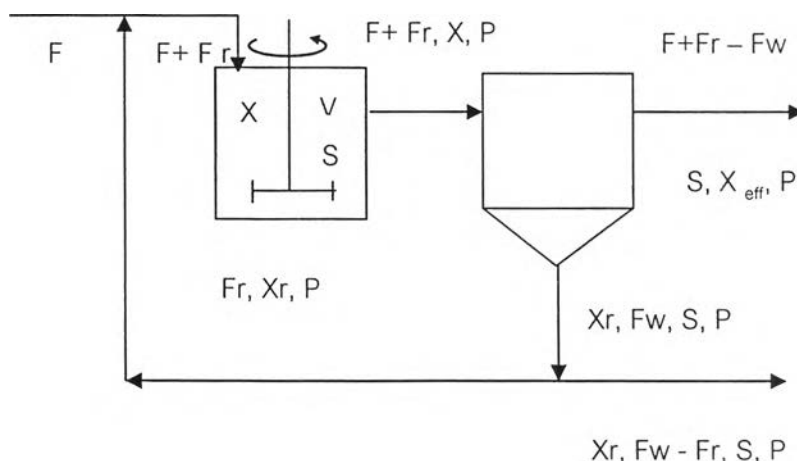 F
F+ F r
F+ Fr, X, P
F+Fr – Fw
X
V
S
S, X eff, P
Fr, Xr, P
Xr, Fw, S, P
Xr, Fw - Fr, S, P